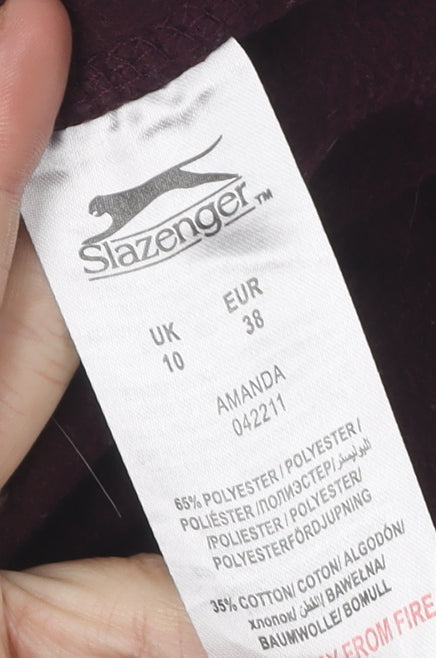 Slazenger™
UK EUR
10 38
AMANDA
042211
65% POLYESTER / POLYESTER /
POLIÉSTER /ПОЛИЭСТЕР/البوليستر
/POLIESTER / POLYESTER/
POLYESTERFÖRDJUPNING
35% COTTON/ COTON/ ALGODÓN/
хлопок/ القطن/ BAWEŁNA/
BAUMWOLLE/ BOMULL
FROM FIRE